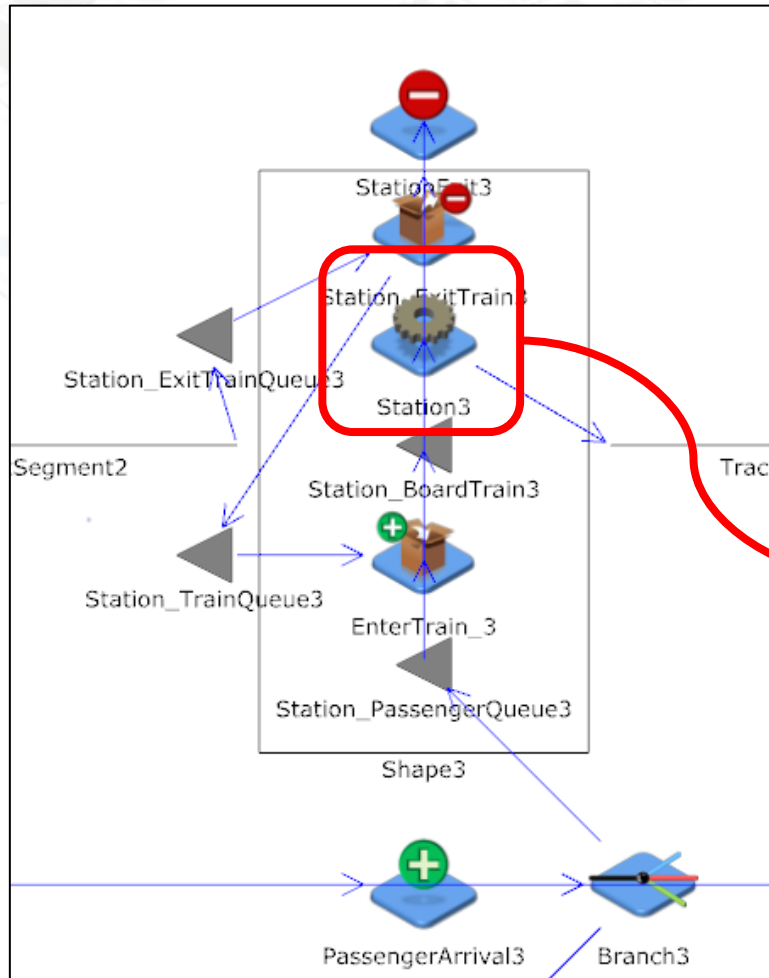 StationExit3
Station_ExitTrain3
Station_ExitTrainQueue3
Station3
Segment2
Trac
Station_BoardTrain3
Station_TrainQueue3
EnterTrain_3
Station_PassengerQueue3
Shape3
PassengerArrival3
Branch3